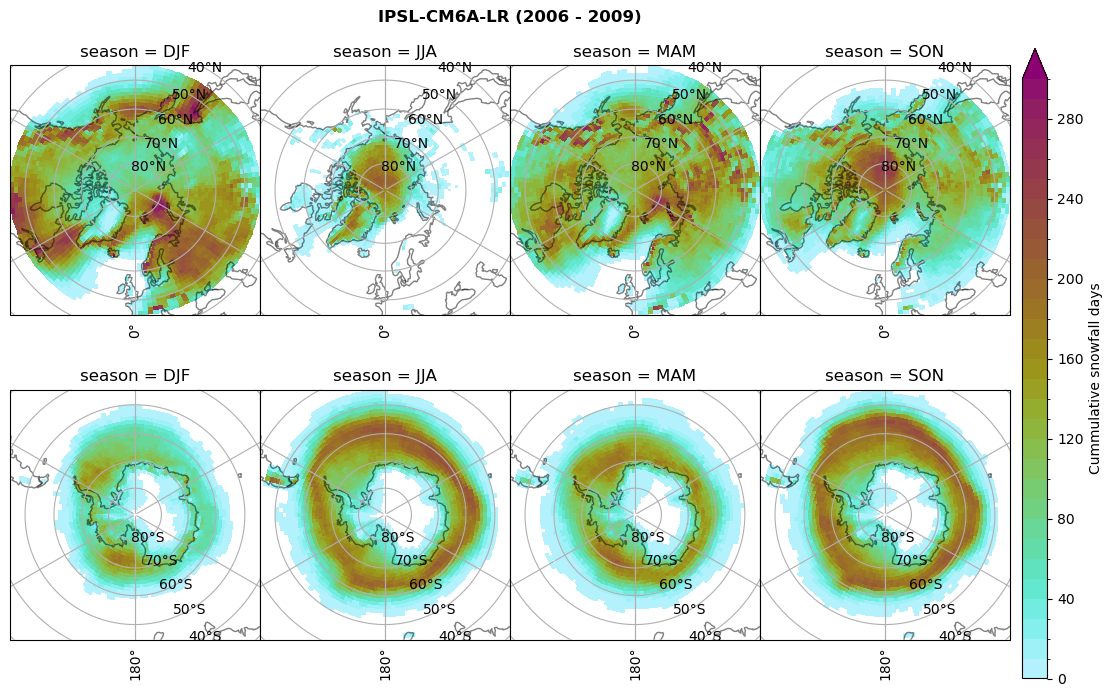 IPSL-CM6A-LR (2006 - 2009)
season = DJF
season = JJA
season = MAM
season = SON
40°N
50°N
60°N
70°N
80°N
40°N
50°N
60°N
70°N
80°N
40°N
50°N
60°N
70°N
80°N
40°N
50°N
60°N
70°N
80°N
0°
0°
0°
0°
season = DJF
season = JJA
season = MAM
season = SON
80°S
70°S
60°S
50°S
40°S
80°S
70°S
60°S
50°S
40°S
80°S
70°S
60°S
50°S
40°S
80°S
70°S
60°S
50°S
40°S
180°
180°
180°
180°
280
240
200
160
120
80
40
0
Cummulative snowfall days